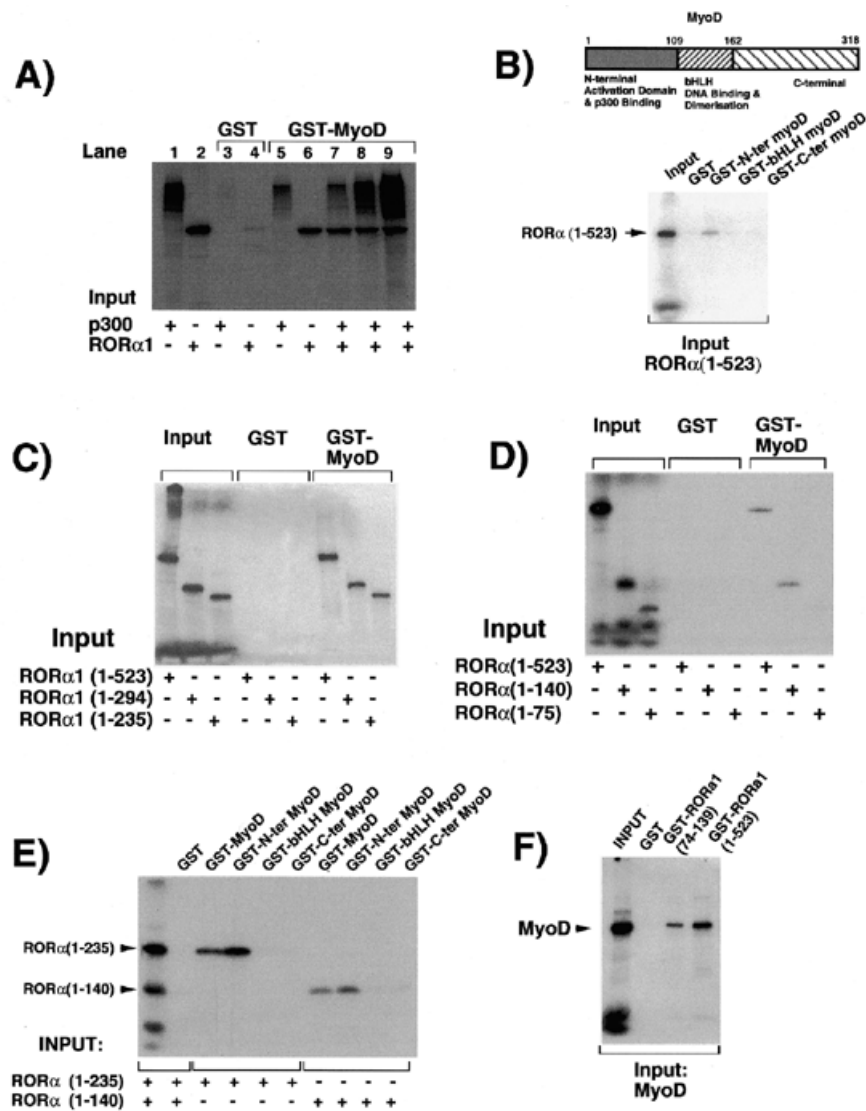 A)
GST GST-MyoD
Lane 1 2 3 4 5 6 7 8 9
Input
p300 + - + - + - + + +
RORα1 - + - + - + + + +
B)
MyoD
1 109 162 318
N-terminal
Activation Domain
& p300 Binding
bHLH
DNA Binding &
Dimerisation
C-terminal
Input
GST
GST-N-ter myoD
GST-bHLH myoD
GST-C-ter myoD
RORα (1-523)
Input
RORα(1-523)
C)
Input GST GST-
MyoD
Input
RORα1 (1-523) + - - + - - + - -
RORα1 (1-294) - + - - + - - + -
RORα1 (1-235) - - + - - + - - +
D)
Input GST GST-
MyoD
Input
RORα(1-523) + - - + - - + - -
RORα(1-140) - + - - + - - + -
RORα(1-75) - - + - - + - - +
E)
GST
GST-MyoD
GST-N-ter MyoD
GST-bHLH MyoD
GST-C-ter MyoD
GST-MyoD
GST-N-ter MyoD
GST-bHLH MyoD
GST-C-ter MyoD
RORα(1-235)
RORα(1-140)
INPUT:
RORα (1-235) + + + + + + - - - -
RORα (1-140) + + - - - - + + + +
F)
INPUT
GST
GST-RORa1
(74-139)
GST-RORa1
(1-523)
MyoD
Input:
MyoD